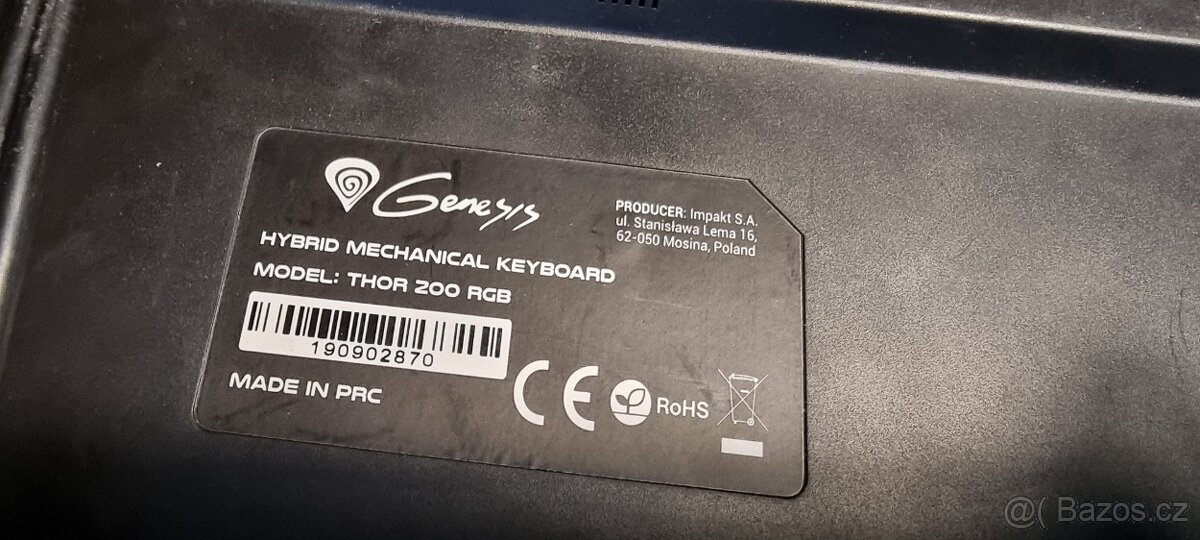 Genesis
PRODUCER: Impakt S.A.
ul. Stanisława Lema 16,
62-050 Mosina, Poland
HYBRID MECHANICAL KEYBOARD
MODEL: THOR 200 RGB
190902870
MADE IN PRC
CE
RoHS
@( Bazos.cz